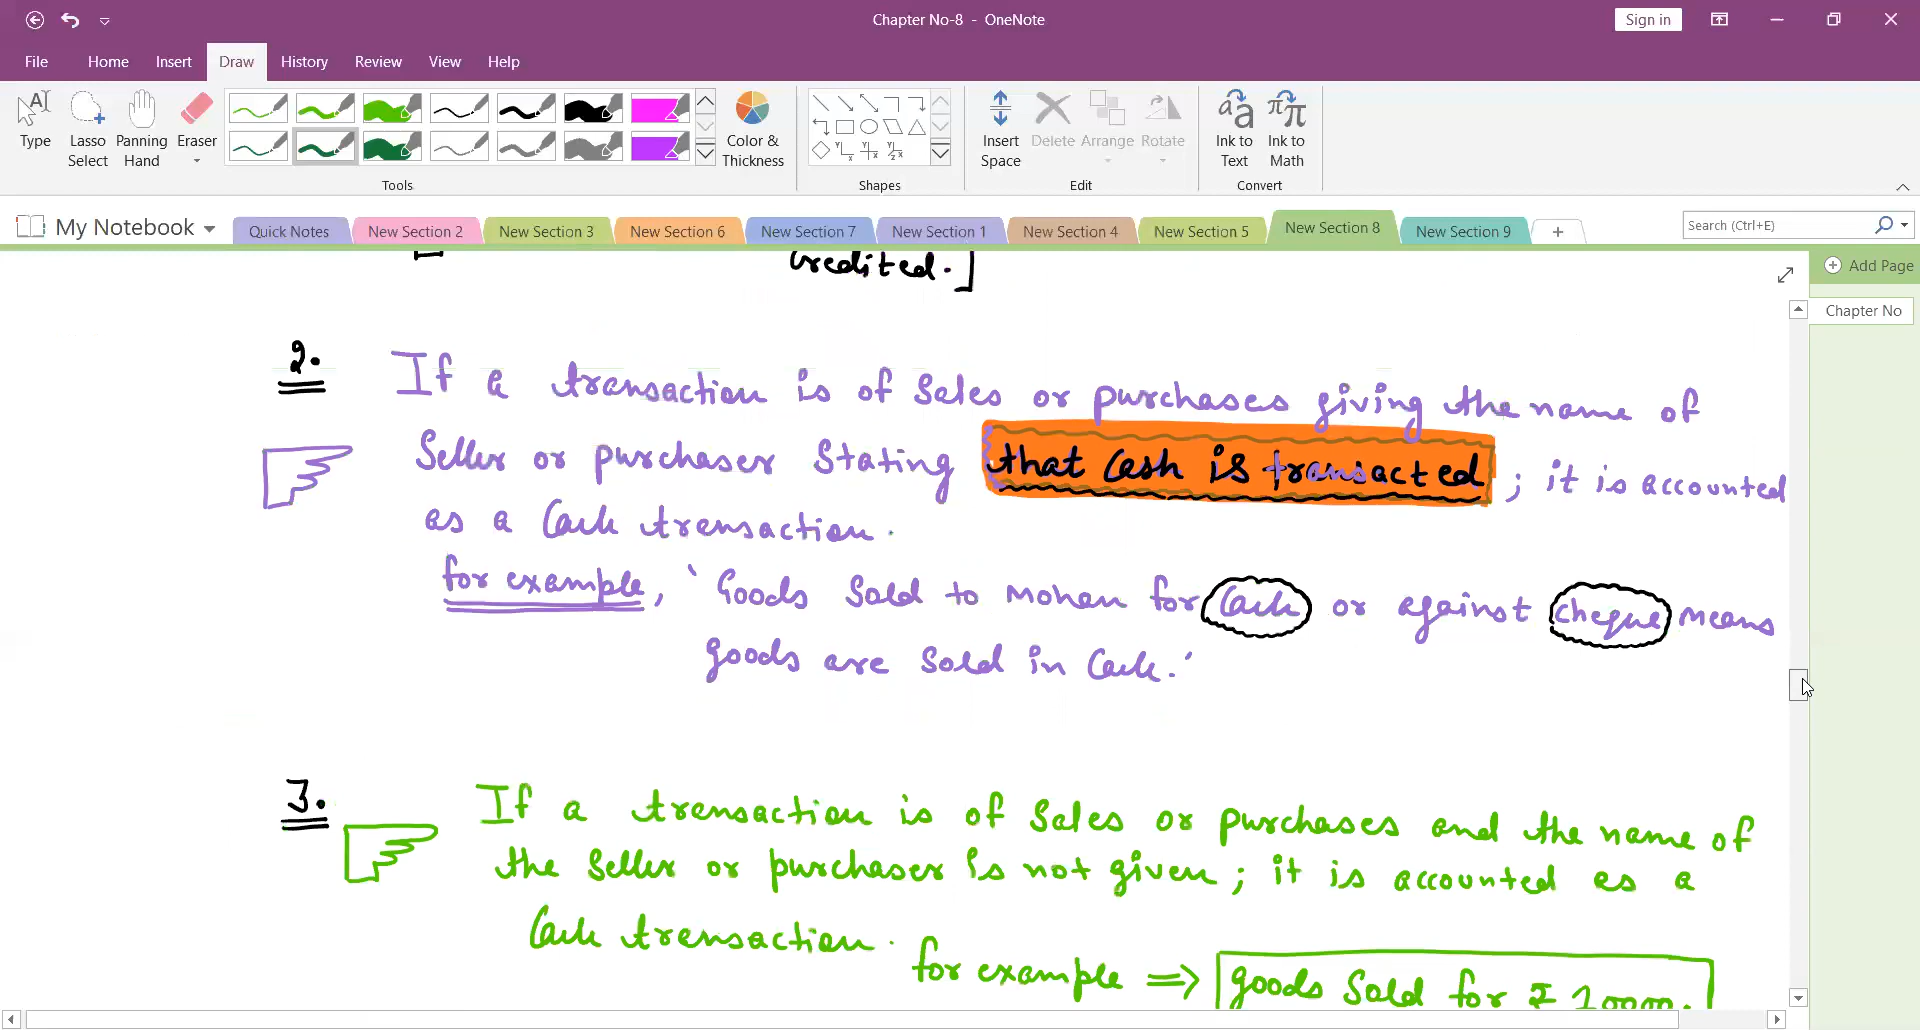 Chapter No-8 - OneNote
Sign in
File Home Insert Draw History Review View Help
Type
Lasso Select
Panning Hand
Eraser
Color & Thickness
Insert Space
Delete
Arrange
Rotate
Ink to Text
Ink to Math
Tools
Shapes
Edit
Convert
My Notebook
Quick Notes
New Section 2
New Section 3
New Section 6
New Section 7
New Section 1
New Section 4
New Section 5
New Section 8
New Section 9
Search (Ctrl+E)
Add Page
Chapter No
Credited.]
2. If a transaction is of Sales or purchases giving the name of
Seller or purchaser Stating that Cash is transacted ; it is accounted
as a Cash transaction.
for example, ' Goods Sold to Mohan for Cash or against cheque means
goods are Sold in Cash.'
3. If a transaction is of Sales or purchases and the name of
the Seller or purchaser is not given ; it is accounted as a
Cash transaction.
for example ⇒ goods Sold for ₹